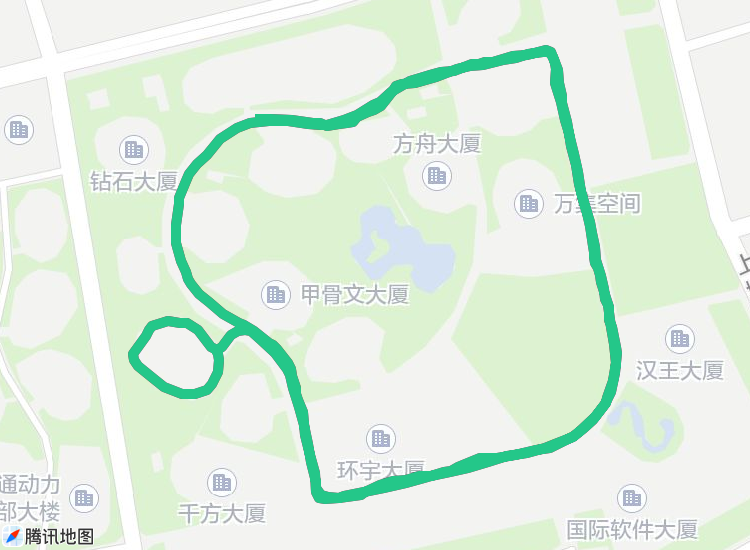 方舟大厦
钻石大厦
万集空间
甲骨文大厦
汉王大厦
环宇大厦
通动力
部大楼
千方大厦
国际软件大厦
腾讯地图